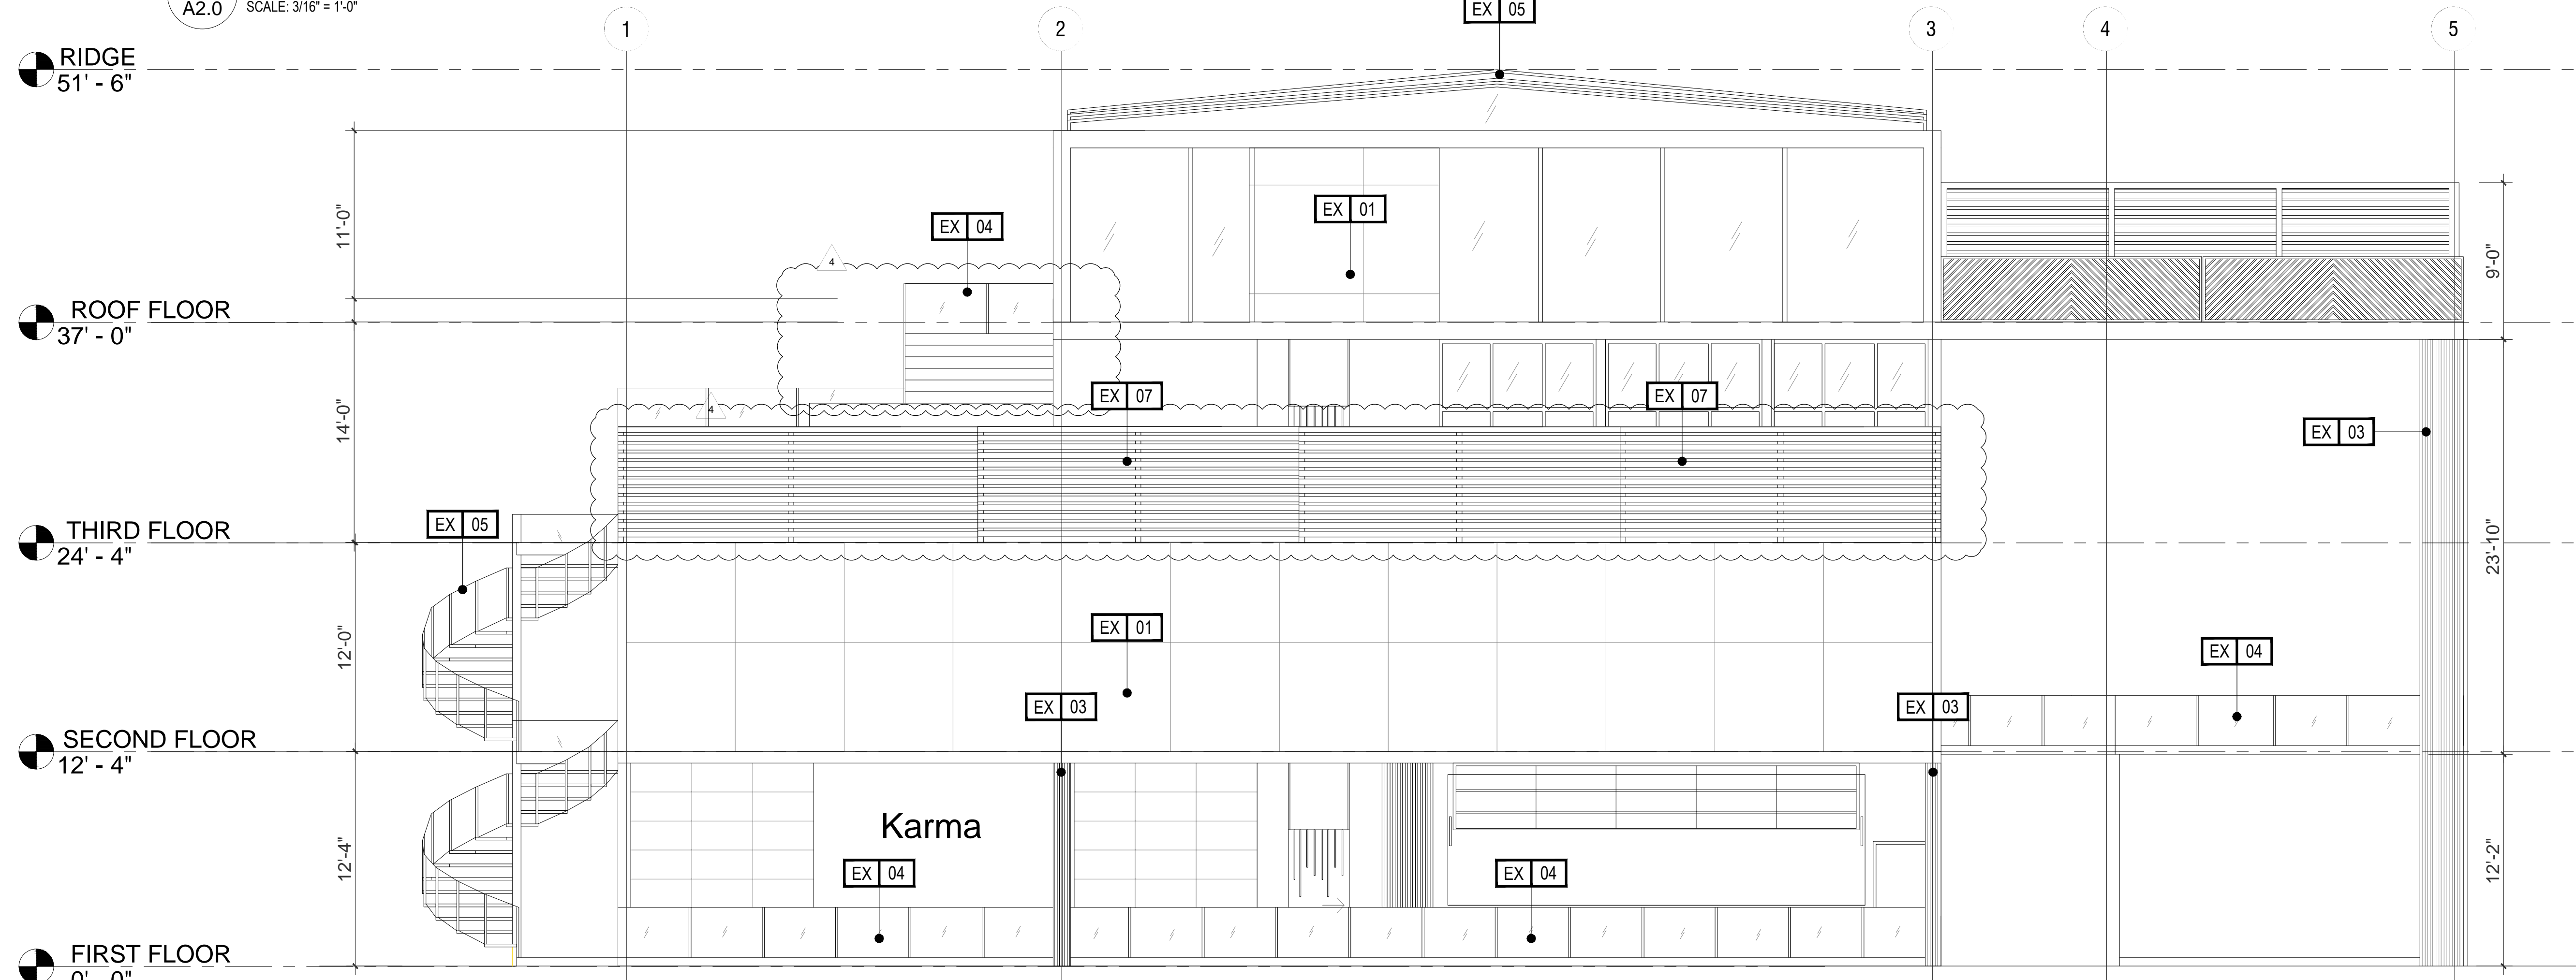 A2.0
SCALE: 3/16" = 1'-0"
EX 05
1
2
3
4
5
RIDGE
51' - 6"
11'-0"
EX 04
EX 01
4
9'-0"
ROOF FLOOR
37' - 0"
14'-0"
4
EX 07
EX 07
EX 03
THIRD FLOOR
24' - 4"
EX 05
23'-10"
12'-0"
EX 01
EX 04
EX 03
EX 03
SECOND FLOOR
12' - 4"
Karma
12'-4"
EX 04
EX 04
12'-2"
FIRST FLOOR
0' - 0"